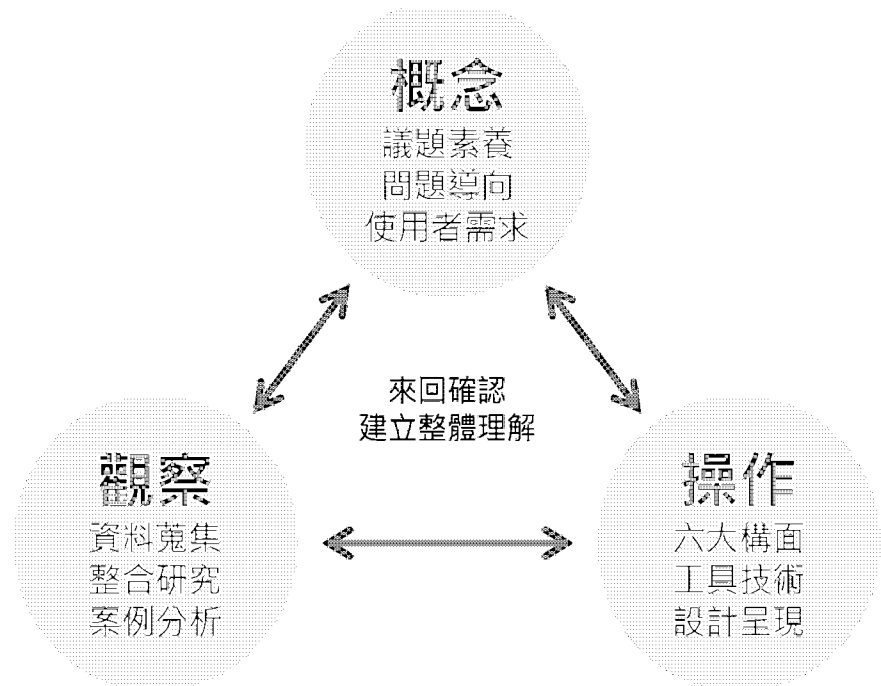 概念
議題素養
問題導向
使用者需求
來回確認
建立整體理解
觀察
資料蒐集
整合研究
案例分析
操作
六大構面
工具技術
設計呈現